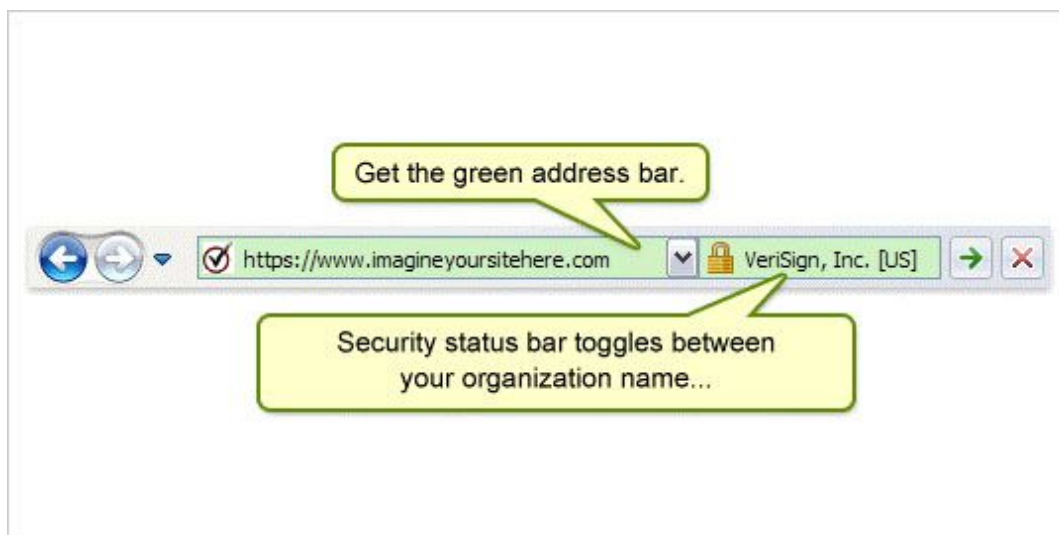 Get the green address bar.
https://www.imagineyoursitehere.com
VeriSign, Inc. [US]
Security status bar toggles between
your organization name...